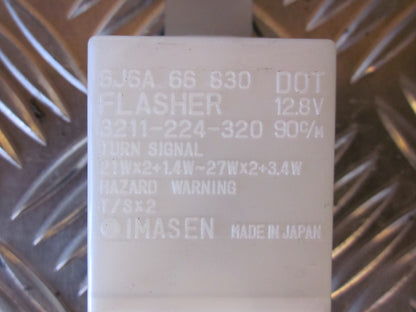 GJ6A 66 830 DOT
FLASHER 12.8V
3211-224-320 90c/M
TURN SIGNAL
21W×2+1.4W-27W×2+3.4W
HAZARD WARNING
T/S×2
IMASEN MADE IN JAPAN